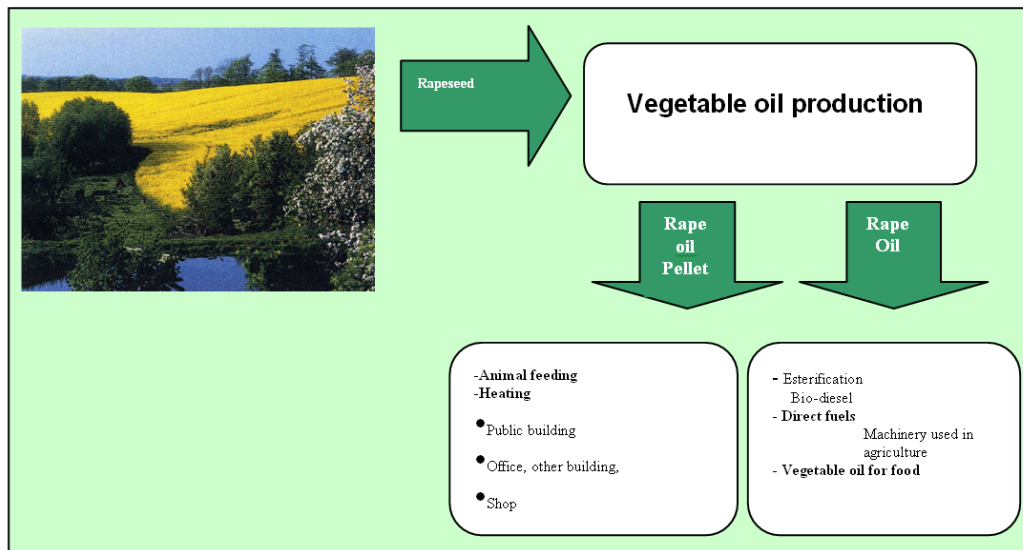 Rapeseed
Vegetable oil production
Rape
oil
Pellet
Rape
Oil
-Animal feeding
-Heating
•Public building
•Office, other building,
•Shop
- Esterification
Bio-diesel
- Direct fuels
Machinery used in
agriculture
- Vegetable oil for food